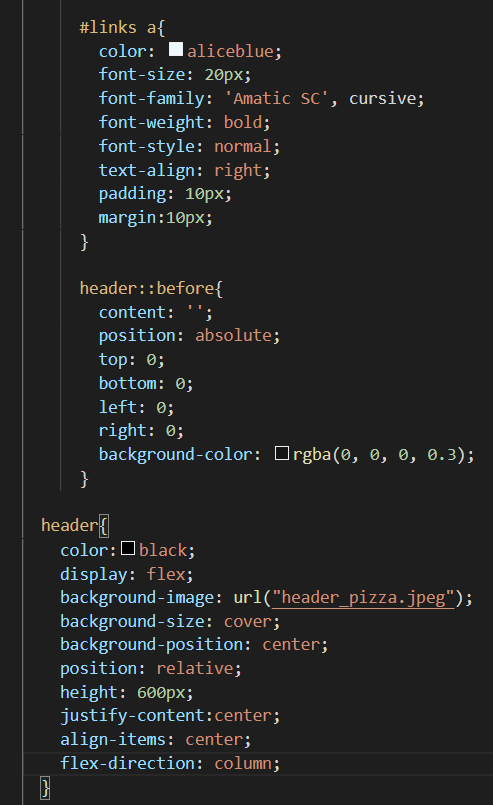 #links a{
color: aliceblue;
font-size: 20px;
font-family: 'Amatic SC', cursive;
font-weight: bold;
font-style: normal;
text-align: right;
padding: 10px;
margin:10px;
}
header::before{
content: '';
position: absolute;
top: 0;
bottom: 0;
left: 0;
right: 0;
background-color: rgba(0, 0, 0, 0.3);
}
header{
color:black;
display: flex;
background-image: url("header_pizza.jpeg");
background-size: cover;
background-position: center;
position: relative;
height: 600px;
justify-content:center;
align-items: center;
flex-direction: column;
}